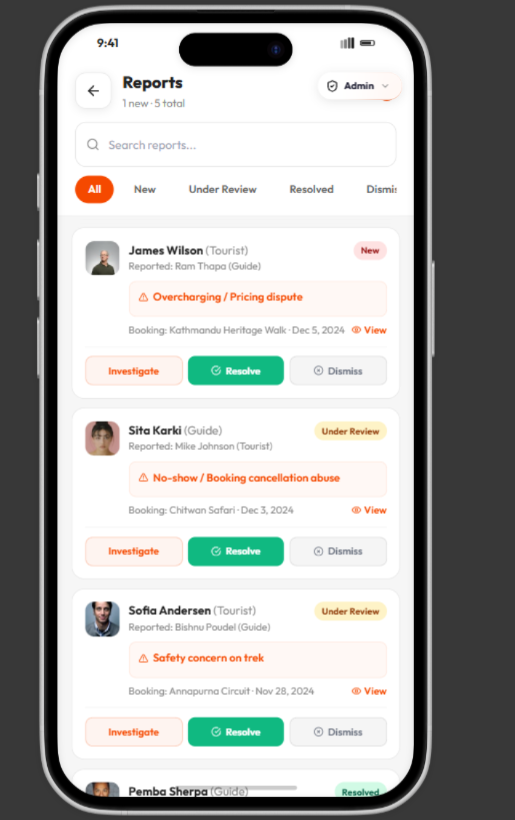 9:41
Reports
1 new · 5 total
Admin
Search reports...
All New Under Review Resolved Dismis
James Wilson (Tourist) New
Reported: Ram Thapa (Guide)
Overcharging / Pricing dispute
Booking: Kathmandu Heritage Walk · Dec 5, 2024 View
Investigate Resolve Dismiss
Sita Karki (Guide) Under Review
Reported: Mike Johnson (Tourist)
No-show / Booking cancellation abuse
Booking: Chitwan Safari · Dec 3, 2024 View
Investigate Resolve Dismiss
Sofia Andersen (Tourist) Under Review
Reported: Bishnu Poudel (Guide)
Safety concern on trek
Booking: Annapurna Circuit · Nov 28, 2024 View
Investigate Resolve Dismiss
Pemba Sherpa (Guide) Resolved